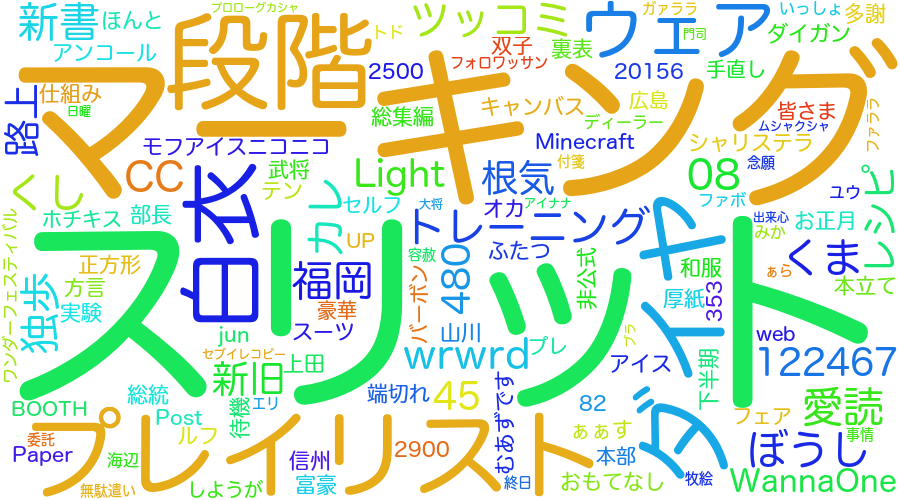 プロローグカシャ
新書
ほんと
アンコール
段階
トド
ツッコミ
ウェア
ガァララ
門司
いっしょ
多謝
ダイガン
双子
裏表
フォロワッサン
2500
20156
手直し
仕組み
日曜
マーキング
路上
総集編
キャンバス
広島
ディーラー
皆さま
ムシャクシャ
ファララ
モフアイスニコニコ
武将
Minecraft
シャリステラ
念願
CC
テン
Light
付箋
根気
08
レシピ
くし
白衣
カレ
セルフ
大将
オカ
アイナナ
ファボ
ユウ
ホチキス
部長
トレーニング
出来心
お正月
みか
ワンダーフェスティバル
UP
容赦
480
ふたつ
非公式
ダイヤ
くま
正方形
福岡
和服
ぁら
方言
豪華
バーボン
厚紙
353
本立て
スリット
独歩
実験
スーツ
山川
jun
セブイレコピー
wrwrd
プレ
ブラ
web
上田
アイス
下半期
122467
新旧
総統
端切れ
45
むあずです
愛読
BOOTH
Post
待機
エリ
82
フェア
プレイリスト
ルフ
ぁぁす
委託
ぼうし
事情
Paper
海辺
信州
2900
本部
無駄遣い
しようが
富豪
終日
おもてなし
牧絵
WannaOne